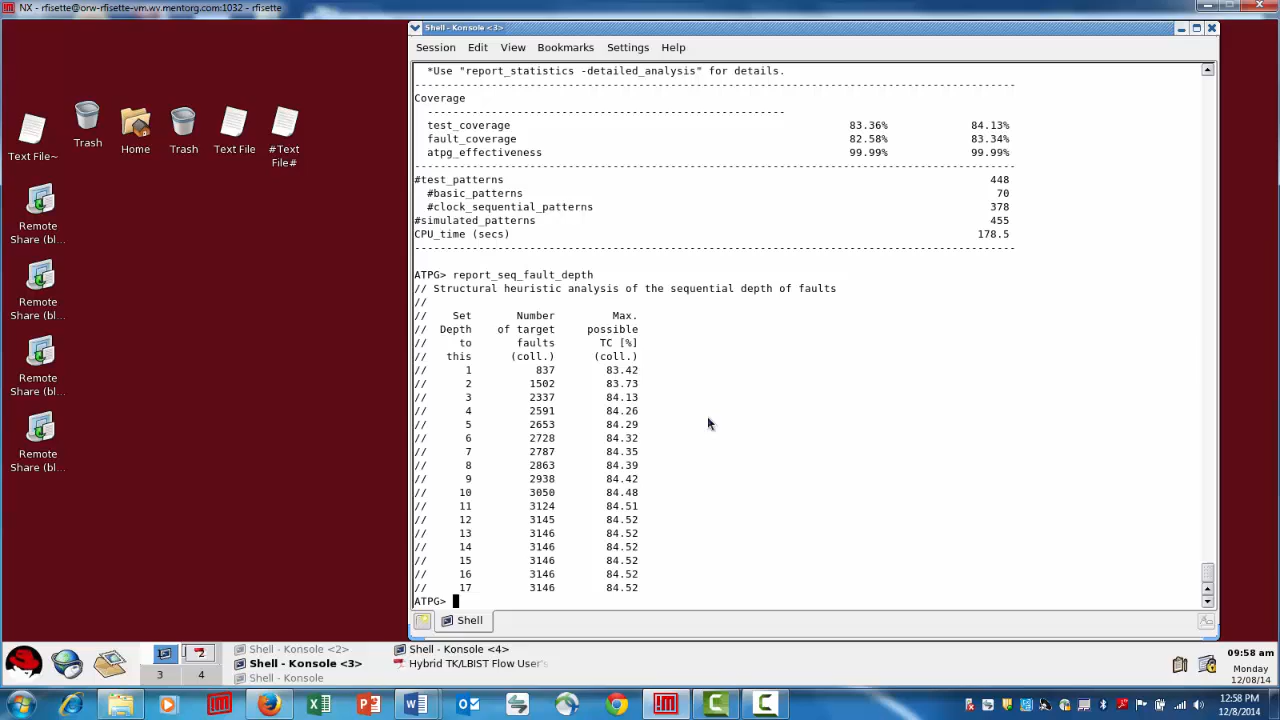 NX - rfisette@orw-rfisette-vm.wv.mentorg.com:1032 - rfisette
Shell - Konsole <3>
Session Edit View Bookmarks Settings Help
*Use "report_statistics -detailed_analysis" for details.
----------------------------------------------------------------------------------------------
Coverage
--------------------------------------------------------
test_coverage 83.36% 84.13%
fault_coverage 82.58% 83.34%
atpg_effectiveness 99.99% 99.99%
----------------------------------------------------------------------------------------------
#test_patterns 448
#basic_patterns 70
#clock_sequential_patterns 378
#simulated_patterns 455
CPU_time (secs) 178.5
----------------------------------------------------------------------------------------------
ATPG> report_seq_fault_depth
// Structural heuristic analysis of the sequential depth of faults
//
// Set Number Max.
// Depth of target possible
// to faults TC [%]
// this (coll.) (coll.)
// 1 837 83.42
// 2 1502 83.73
// 3 2337 84.13
// 4 2591 84.26
// 5 2653 84.29
// 6 2728 84.32
// 7 2787 84.35
// 8 2863 84.39
// 9 2938 84.42
// 10 3050 84.48
// 11 3124 84.51
// 12 3145 84.52
// 13 3146 84.52
// 14 3146 84.52
// 15 3146 84.52
// 16 3146 84.52
// 17 3146 84.52
ATPG>
Shell
Text File~
Trash
Home
Trash
Text File
#Text
File#
Remote
Share (bl...
Remote
Share (bl...
Remote
Share (bl...
Remote
Share (bl...
1 2
3 4
Shell - Konsole <2>
Shell - Konsole <3>
Shell - Konsole
Shell - Konsole <4>
Hybrid TK/LBIST Flow User's
09:58 am
Monday
12/08/14
12:58 PM
12/8/2014